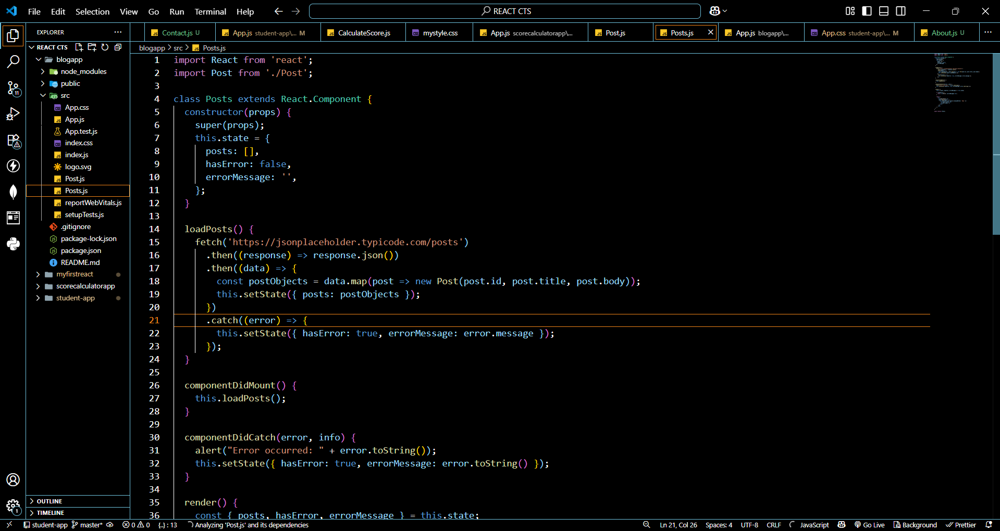 File Edit Selection View Go Run Terminal Help
REACT CTS
EXPLORER
Contact.js U
App.js student-app\... M
CalculateScore.js
mystyle.css
App.js scorecalculatorapp\...
Post.js
Posts.js
App.js blogapp\...
App.css student-app\... M
About.js U
REACT CTS
blogapp
node_modules
public
src
App.css
App.js
App.test.js
index.css
index.js
logo.svg
Post.js
Posts.js
reportWebVitals.js
setupTests.js
.gitignore
package-lock.json
package.json
README.md
myfirstreact
scorecalculatorapp
student-app
OUTLINE
TIMELINE
11
1
blogapp > src > Posts.js
1 import React from 'react';
2 import Post from './Post';
3
4 class Posts extends React.Component {
5 constructor(props) {
6 super(props);
7 this.state = {
8 posts: [],
9 hasError: false,
10 errorMessage: '',
11 };
12 }
13
14 loadPosts() {
15 fetch('https://jsonplaceholder.typicode.com/posts')
16 .then((response) => response.json())
17 .then((data) => {
18 const postObjects = data.map(post => new Post(post.id, post.title, post.body));
19 this.setState({ posts: postObjects });
20 })
21 .catch((error) => {
22 this.setState({ hasError: true, errorMessage: error.message });
23 });
24 }
25
26 componentDidMount() {
27 this.loadPosts();
28 }
29
30 componentDidCatch(error, info) {
31 alert("Error occurred: " + error.toString());
32 this.setState({ hasError: true, errorMessage: error.toString() });
33 }
34
35 render() {
36 const { posts, hasError, errorMessage } = this.state;
student-app master* 0 0 {..} : 13 Analyzing 'Post.js' and its dependencies
Ln 21, Col 26 Spaces: 4 UTF-8 CRLF JavaScript Go Live Background Prettier